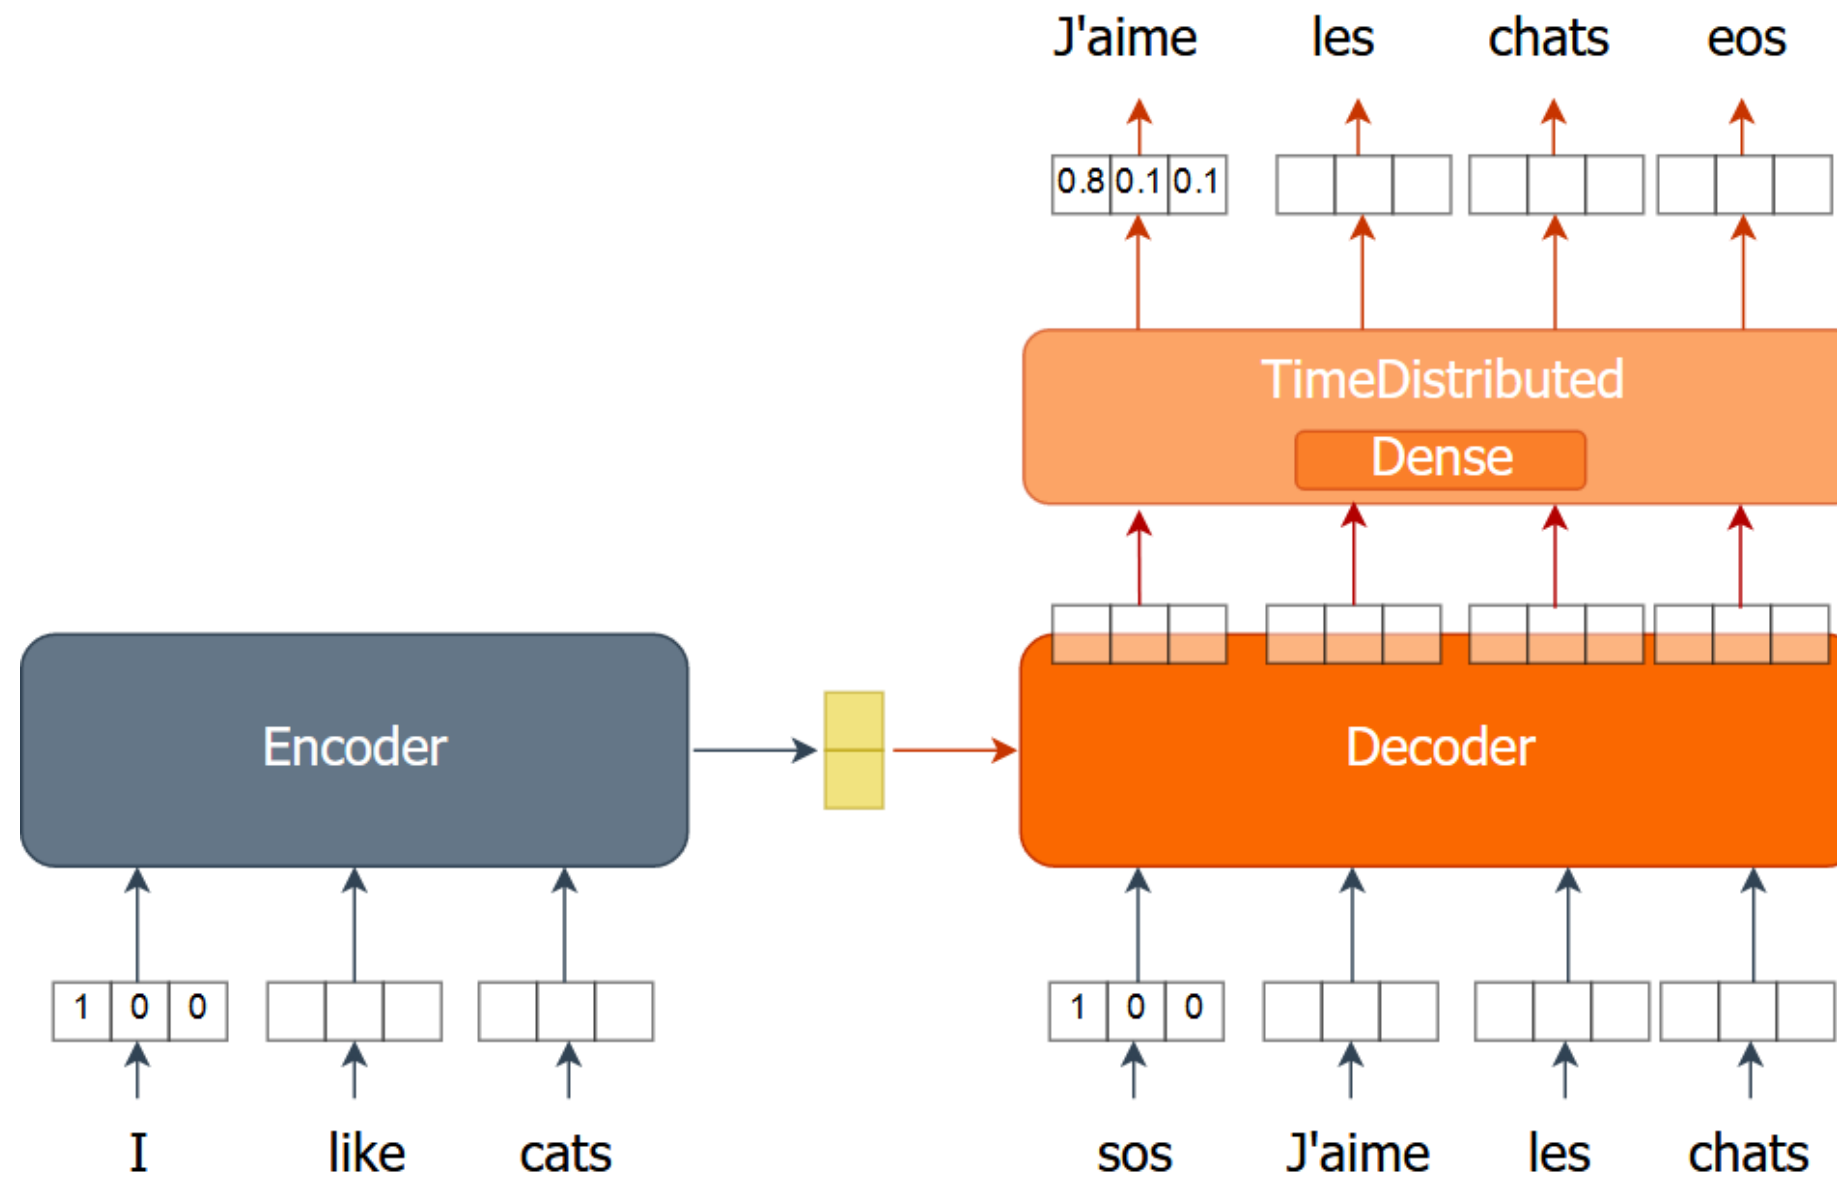 J'aime les chats eos
0.8 0.1 0.1
TimeDistributed
Dense
Encoder
Decoder
1 0 0
1 0 0
I like cats
sos J'aime les chats